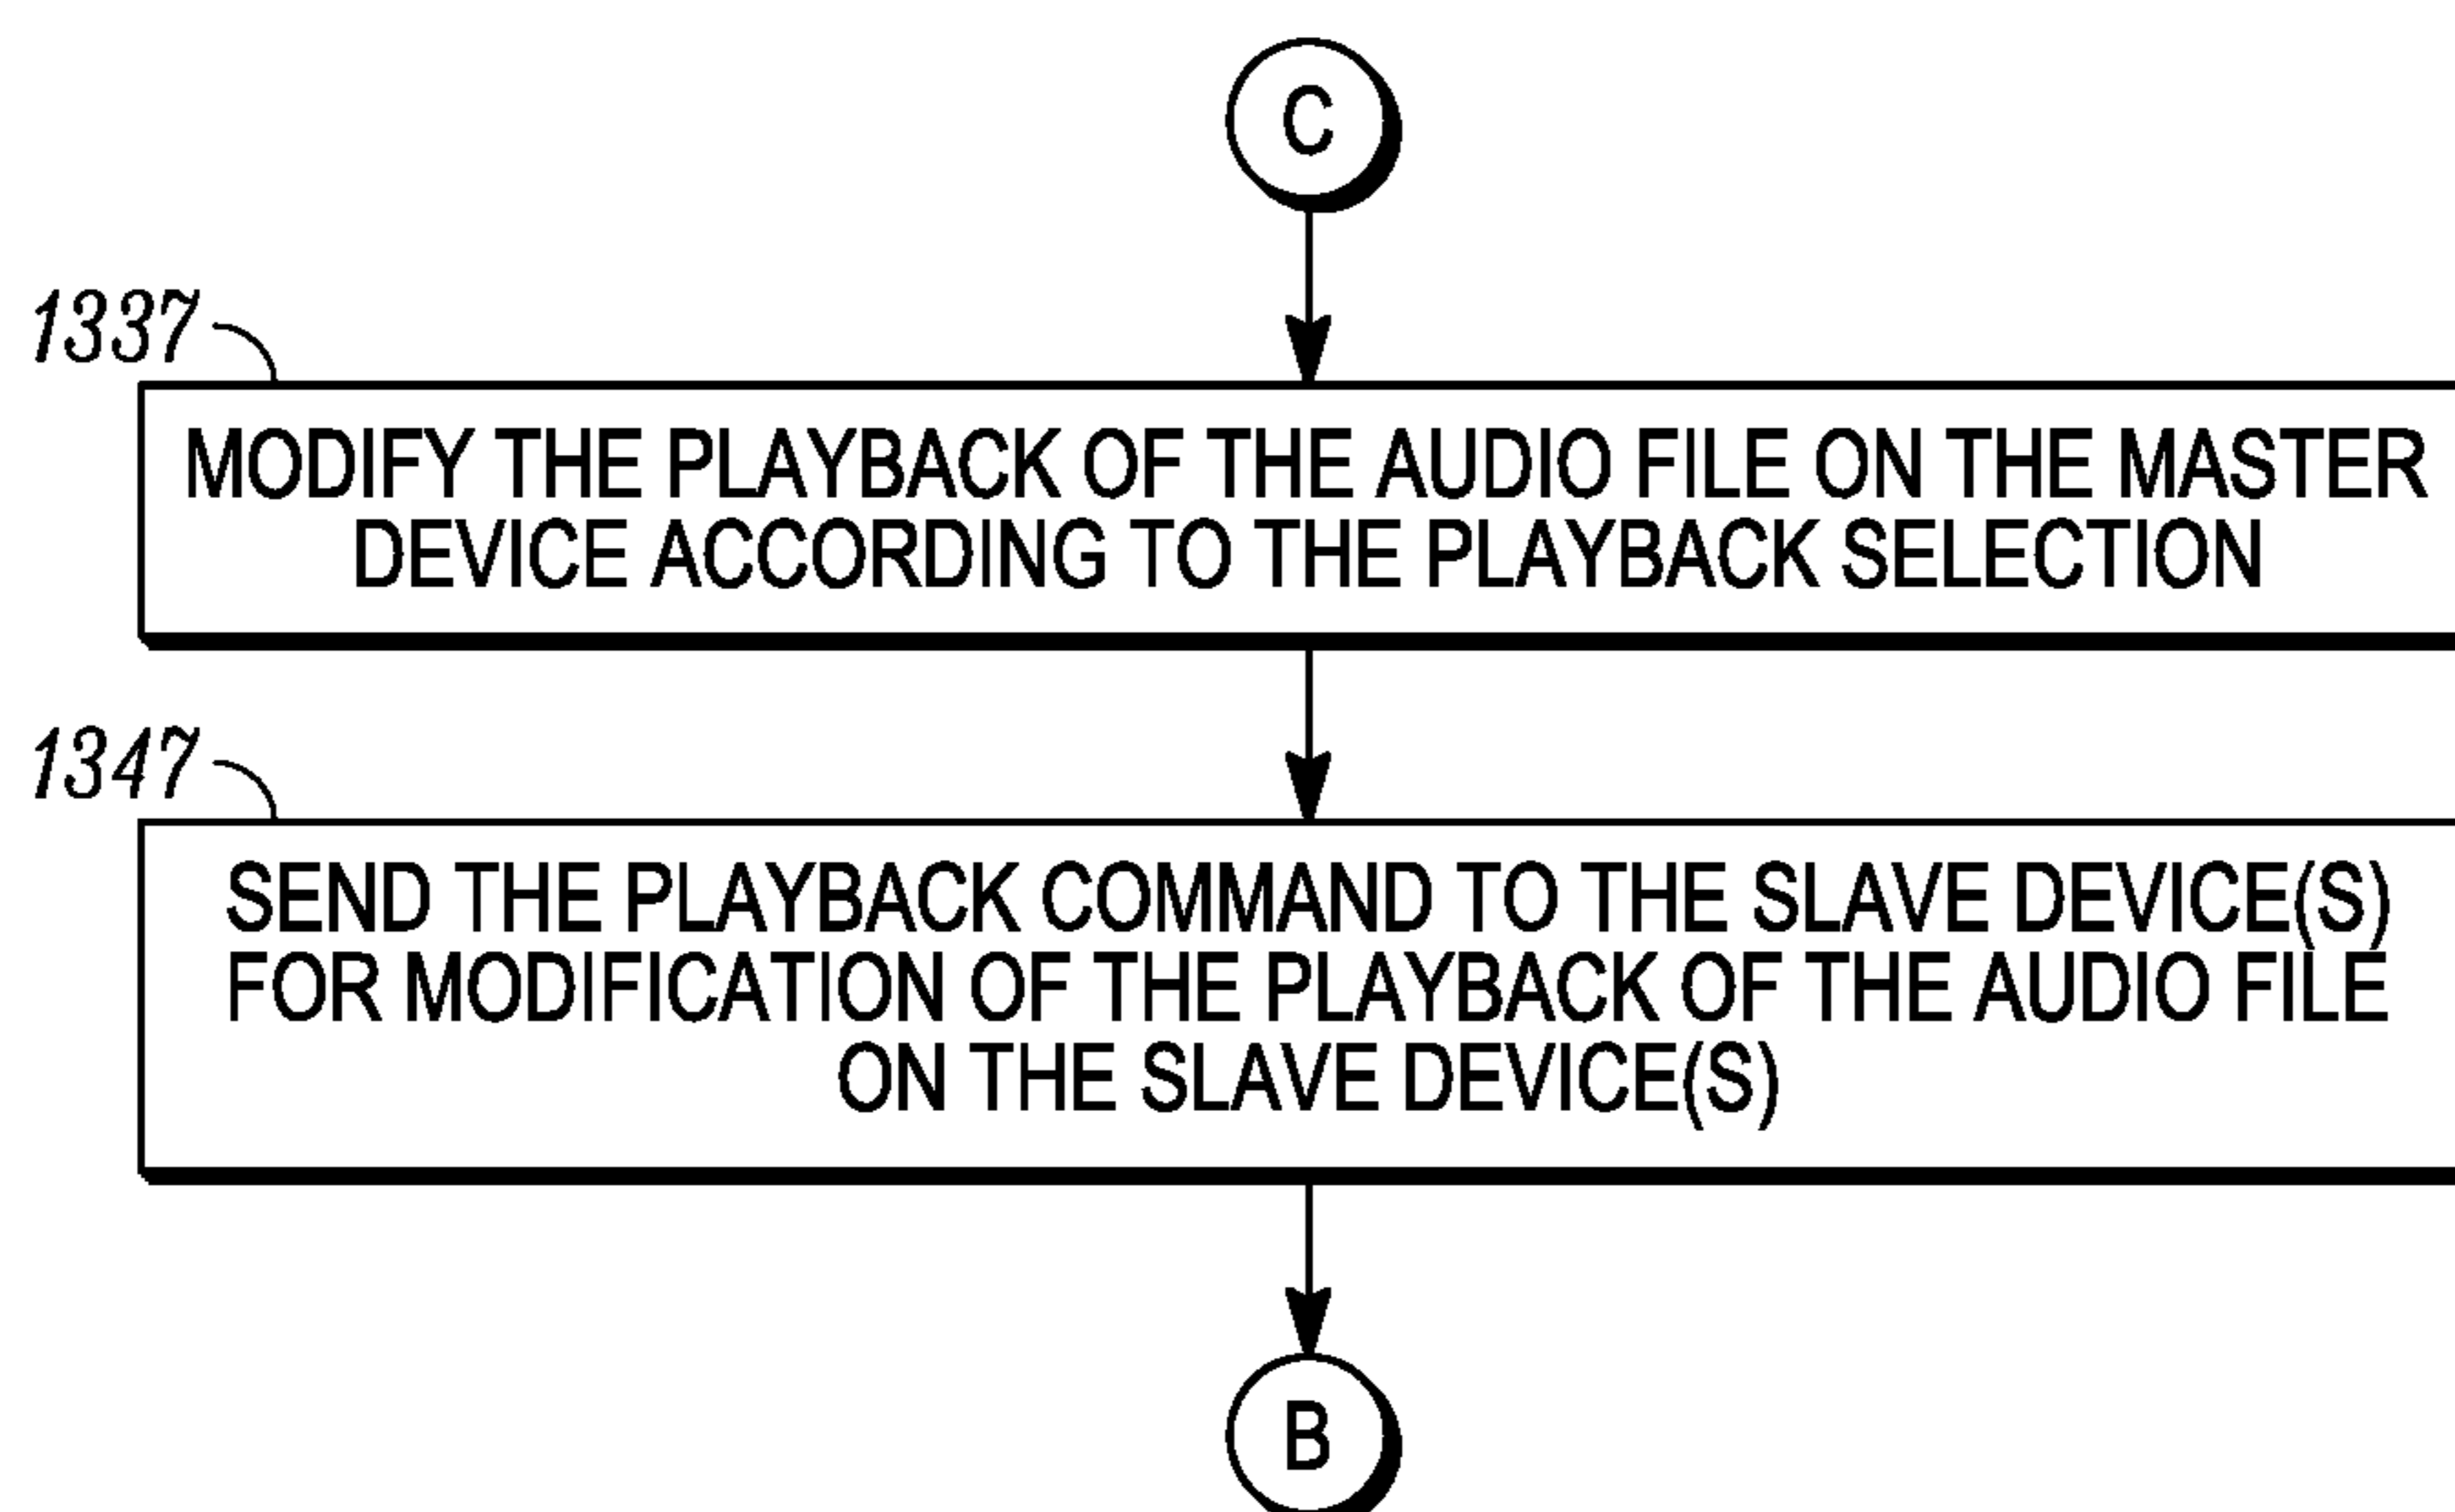 C
1337
MODIFY THE PLAYBACK OF THE AUDIO FILE ON THE MASTER
DEVICE ACCORDING TO THE PLAYBACK SELECTION
1347
SEND THE PLAYBACK COMMAND TO THE SLAVE DEVICE(S)
FOR MODIFICATION OF THE PLAYBACK OF THE AUDIO FILE
ON THE SLAVE DEVICE(S)
B